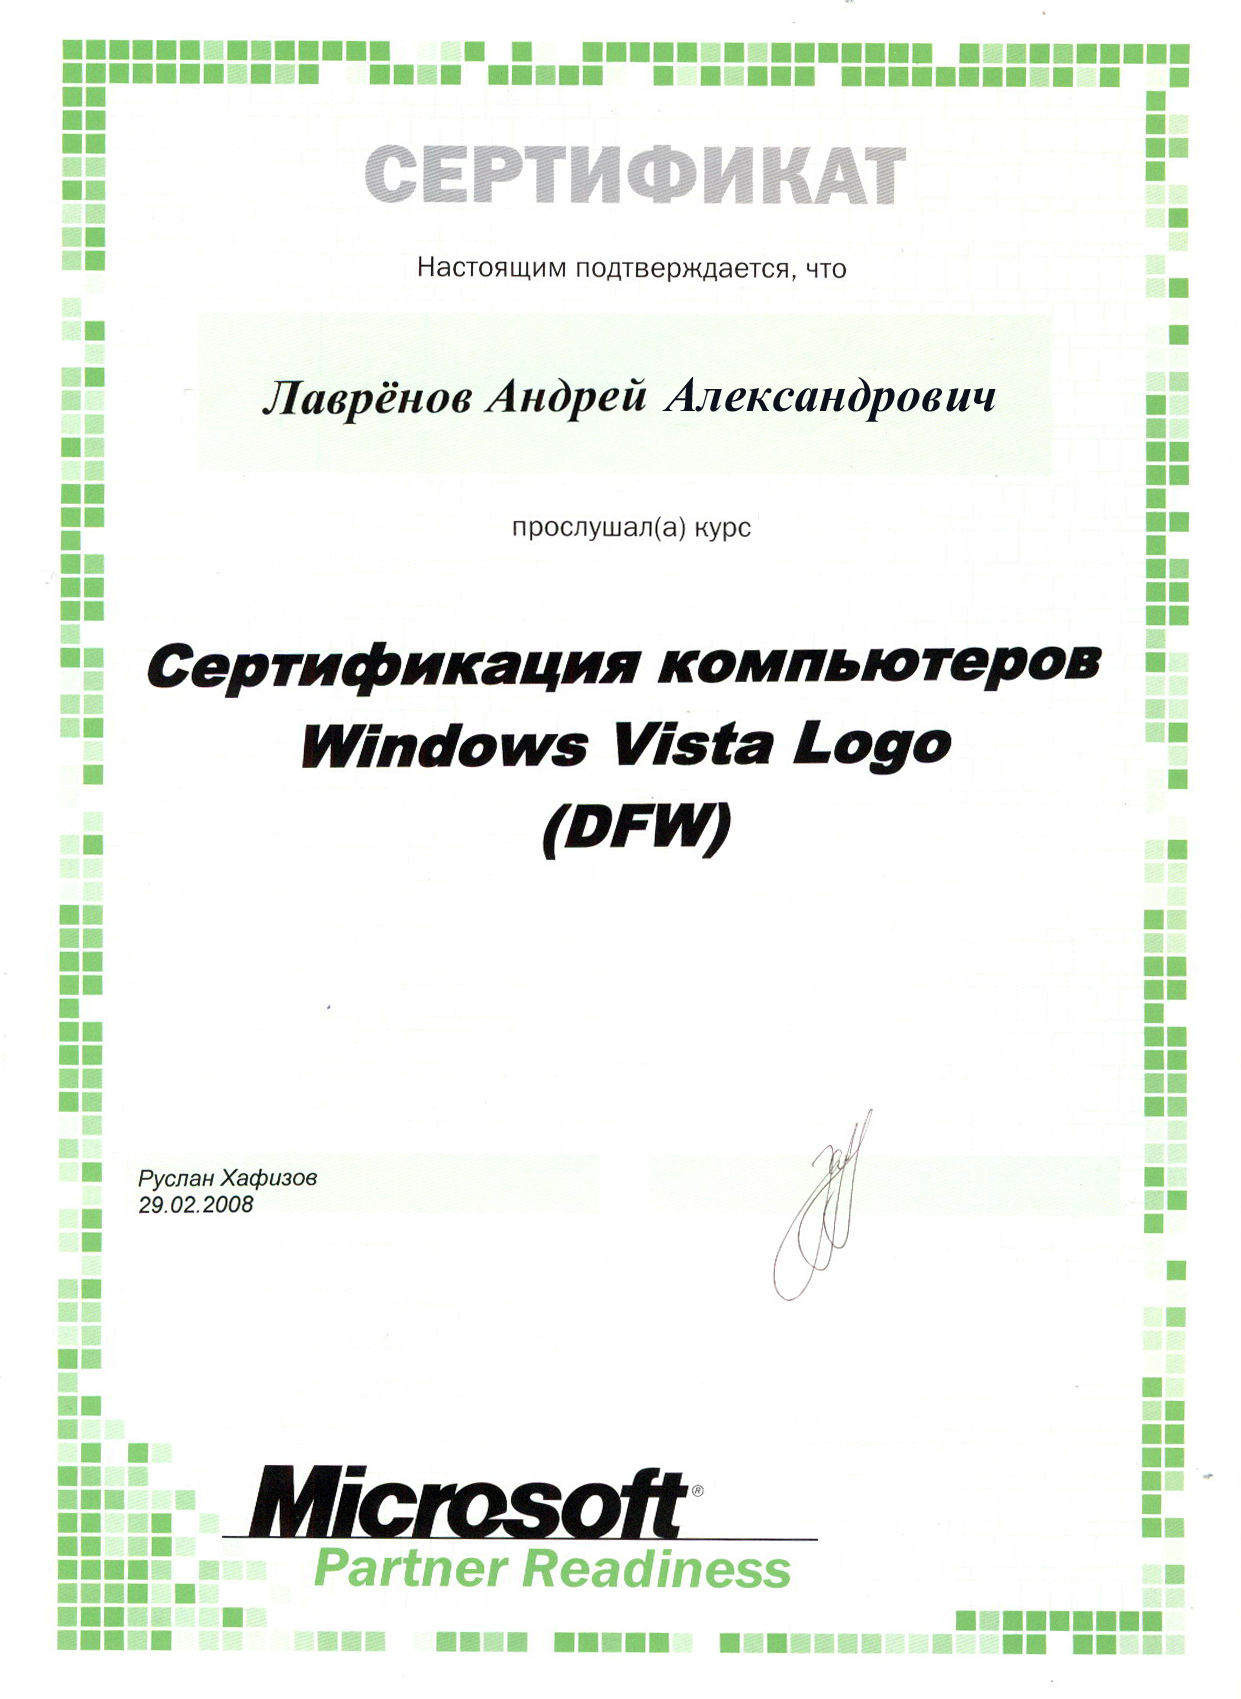 СЕРТИФИКАТ
Настоящим подтверждается, что
Лаврёнов Андрей Александрович
прослушал(а) курс
Сертификация компьютеров
Windows Vista Logo
(DFW)
Руслан Хафизов
29.02.2008
Microsoft®
Partner Readiness